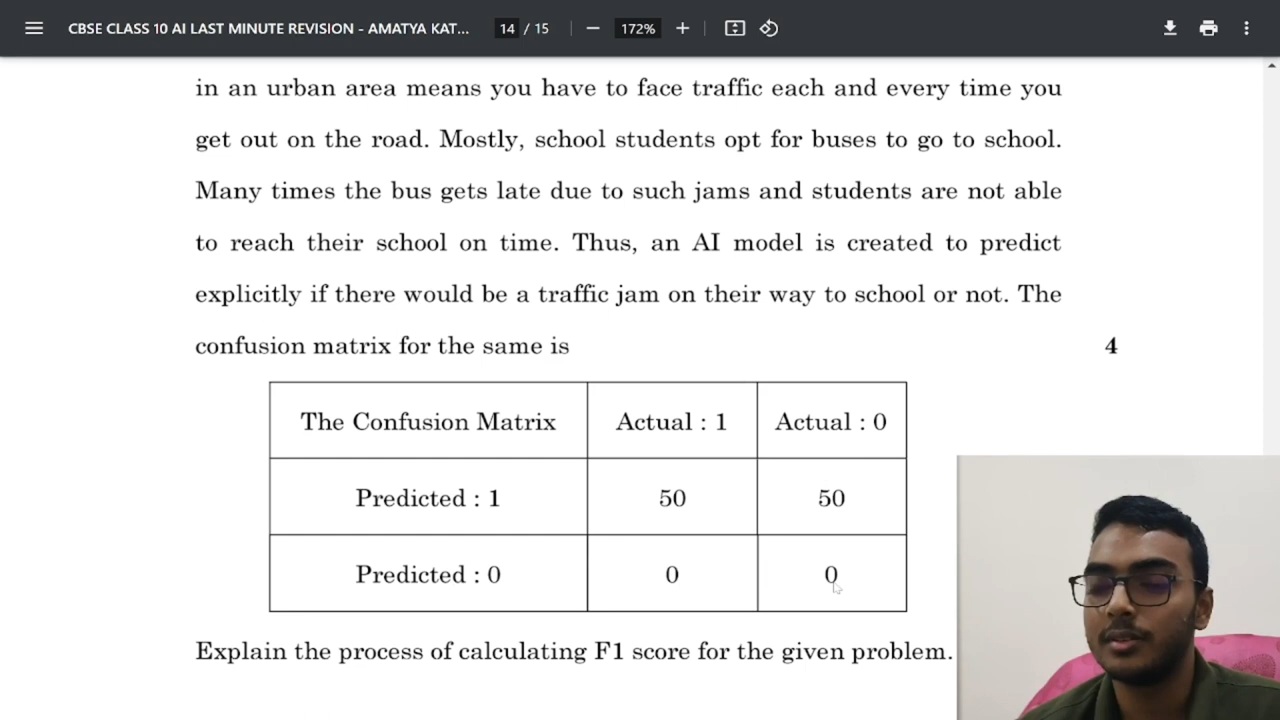 CBSE CLASS 10 AI LAST MINUTE REVISION - AMATYA KAT... 14 / 15 172%
in an urban area means you have to face traffic each and every time you
get out on the road. Mostly, school students opt for buses to go to school.
Many times the bus gets late due to such jams and students are not able
to reach their school on time. Thus, an AI model is created to predict
explicitly if there would be a traffic jam on their way to school or not. The
confusion matrix for the same is 4
The Confusion Matrix Actual : 1 Actual : 0
Predicted : 1 50 50
Predicted : 0 0 0
Explain the process of calculating F1 score for the given problem.